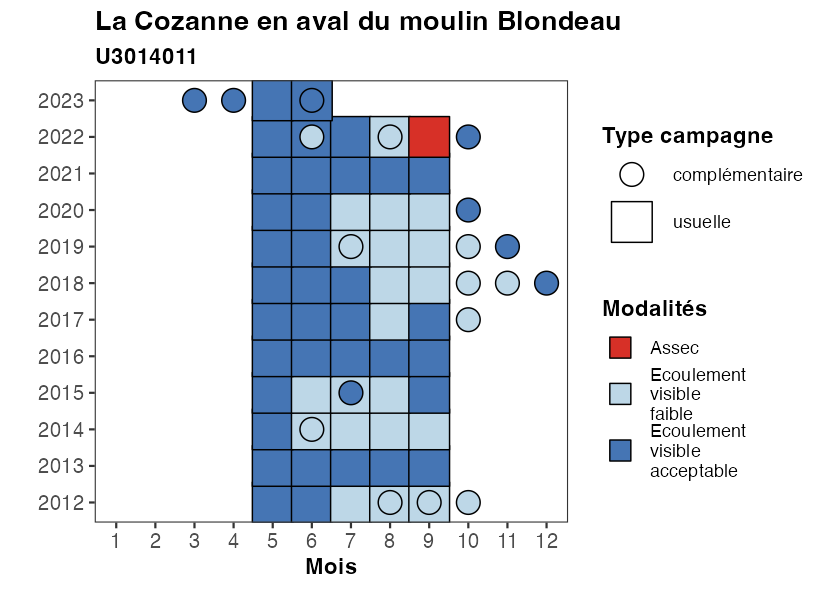 La Cozanne en aval du moulin Blondeau
U3014011
2023
2022
2021
2020
2019
2018
2017
2016
2015
2014
2013
2012
1 2 3 4 5 6 7 8 9 10 11 12
Mois
Type campagne
complémentaire
usuelle
Modalités
Assec
Ecoulement
visible
faible
Ecoulement
visible
acceptable